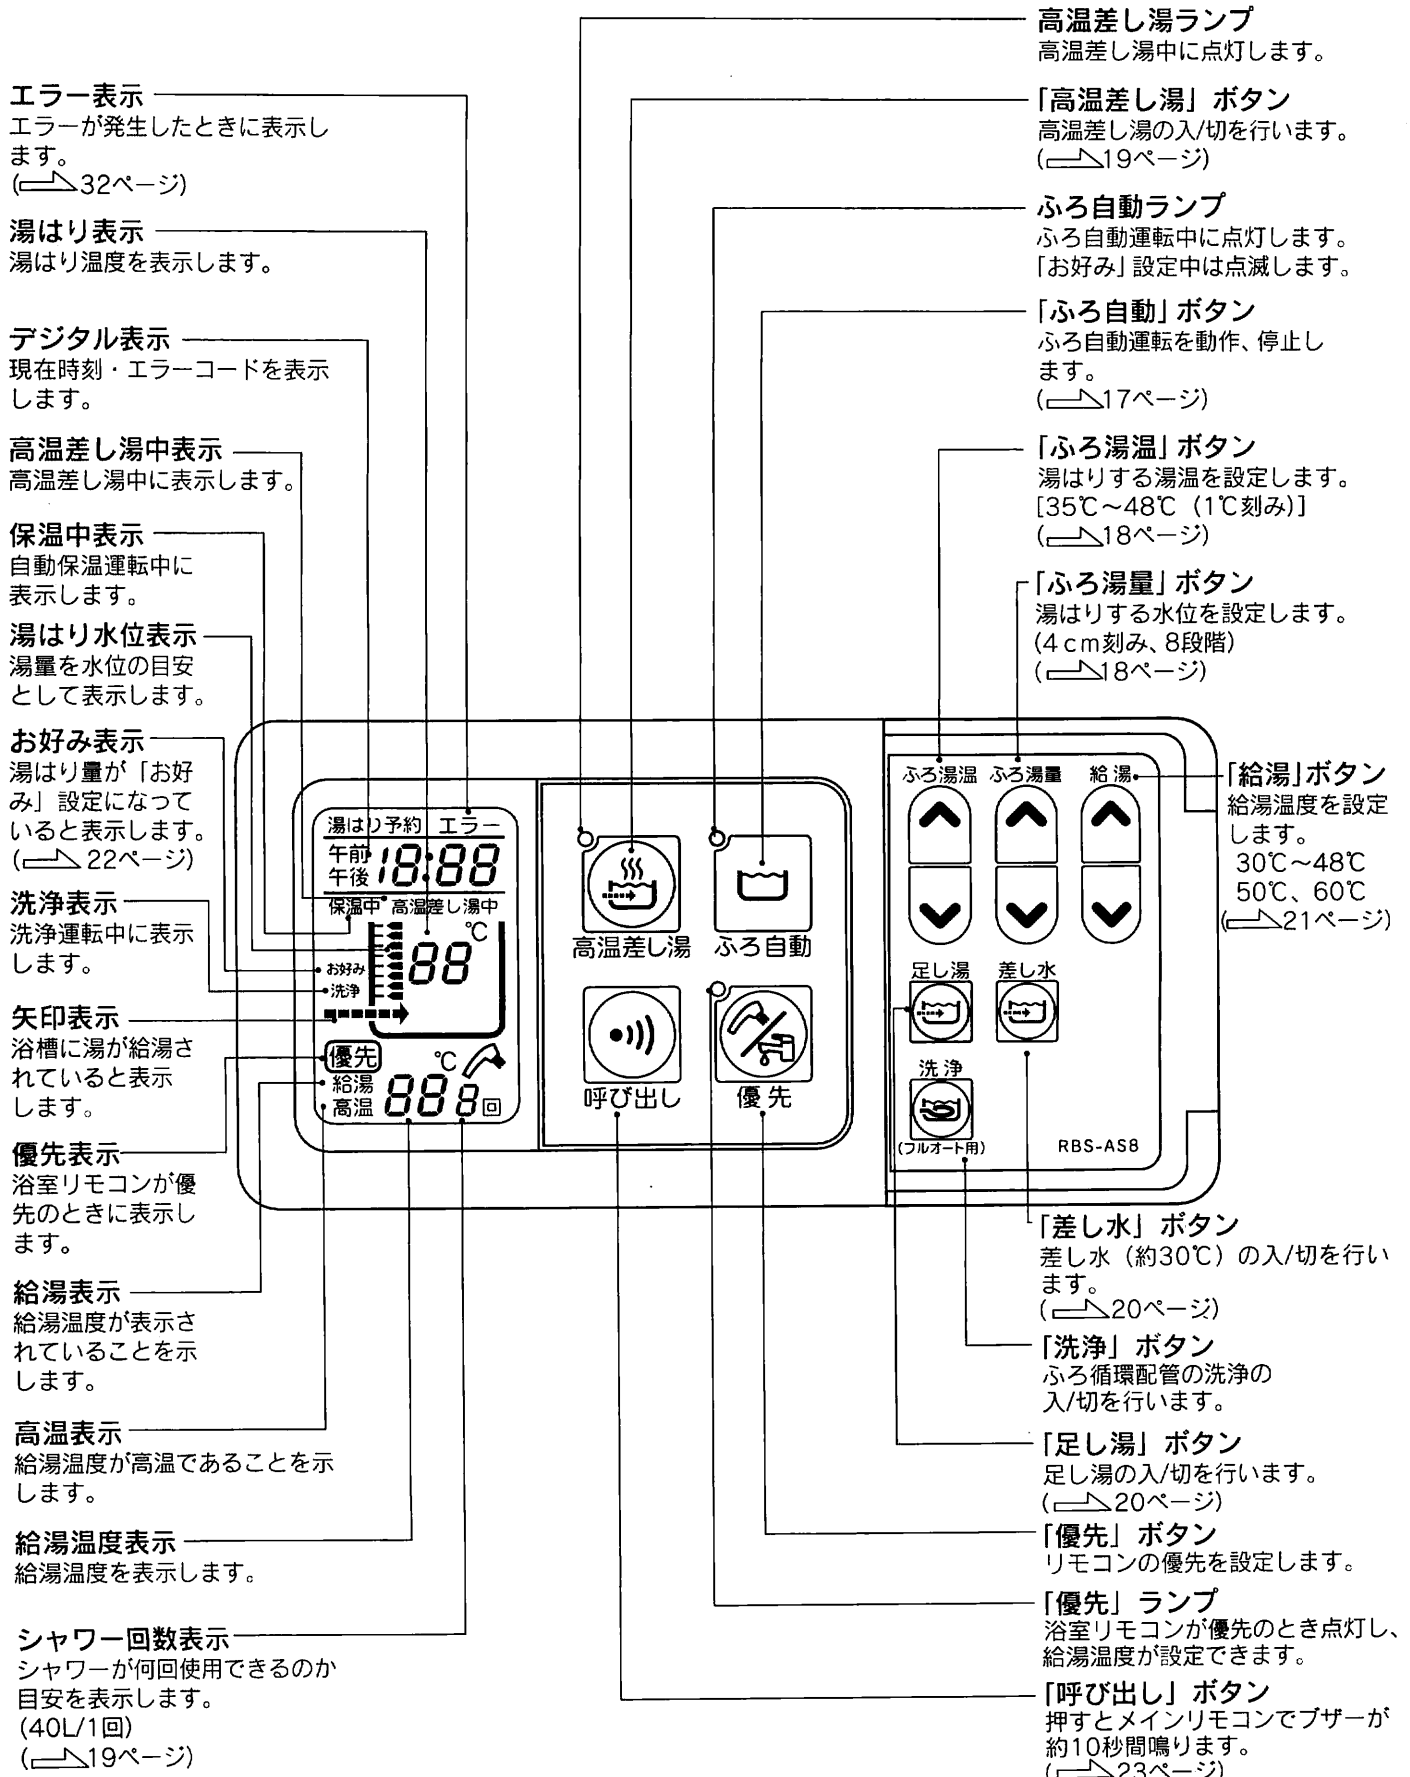 エラー表示
エラーが発生したときに表示し
ます。
(32ページ)
湯はり表示
湯はり温度を表示します。
デジタル表示
現在時刻・エラーコードを表示
します。
高温差し湯中表示
高温差し湯中に表示します。
保温中表示
自動保温運転中に
表示します。
湯はり水位表示
湯量を水位の目安
として表示します。
お好み表示
湯はり量が「お好
み」設定になって
いると表示します。
(22ページ)
洗浄表示
洗浄運転中に表示
します。
矢印表示
浴槽に湯が給湯さ
れていると表示
します。
優先表示
浴室リモコンが優
先のときに表示し
ます。
給湯表示
給湯温度が表示さ
れていることを示
します。
高温表示
給湯温度が高温であることを示
します。
給湯温度表示
給湯温度を表示します。
シャワー回数表示
シャワーが何回使用できるのか
目安を表示します。
(40L/1回)
(19ページ)
湯はり予約 エラー
午前
午後
18:88
保温中 高温差し湯中
℃
88
お好み
洗浄
優先
℃
給湯
高温
88 8回
高温差し湯
ふろ自動
呼び出し
優先
ふろ湯温 ふろ湯量 給湯
足し湯 差し水
洗浄
(フルオート用)
RBS-AS8
高温差し湯ランプ
高温差し湯中に点灯します。
「高温差し湯」ボタン
高温差し湯の入/切を行います。
(19ページ)
ふろ自動ランプ
ふろ自動運転中に点灯します。
「お好み」設定中は点滅します。
「ふろ自動」ボタン
ふろ自動運転を動作、停止し
ます。
(17ページ)
「ふろ湯温」ボタン
湯はりする湯温を設定します。
[35℃～48℃（1℃刻み)]
(18ページ)
「ふろ湯量」ボタン
湯はりする水位を設定します。
(4cm刻み、8段階)
(18ページ)
「給湯」ボタン
給湯温度を設定
します。
30℃～48℃
50℃、60℃
(21ページ)
「差し水」ボタン
差し水（約30℃）の入/切を行い
ます。
(20ページ)
「洗浄」ボタン
ふろ循環配管の洗浄の
入/切を行います。
「足し湯」ボタン
足し湯の入/切を行います。
(20ページ)
「優先」ボタン
リモコンの優先を設定します。
「優先」ランプ
浴室リモコンが優先のとき点灯し、
給湯温度が設定できます。
「呼び出し」ボタン
押すとメインリモコンでブザーが
約10秒間鳴ります。
(23ページ)